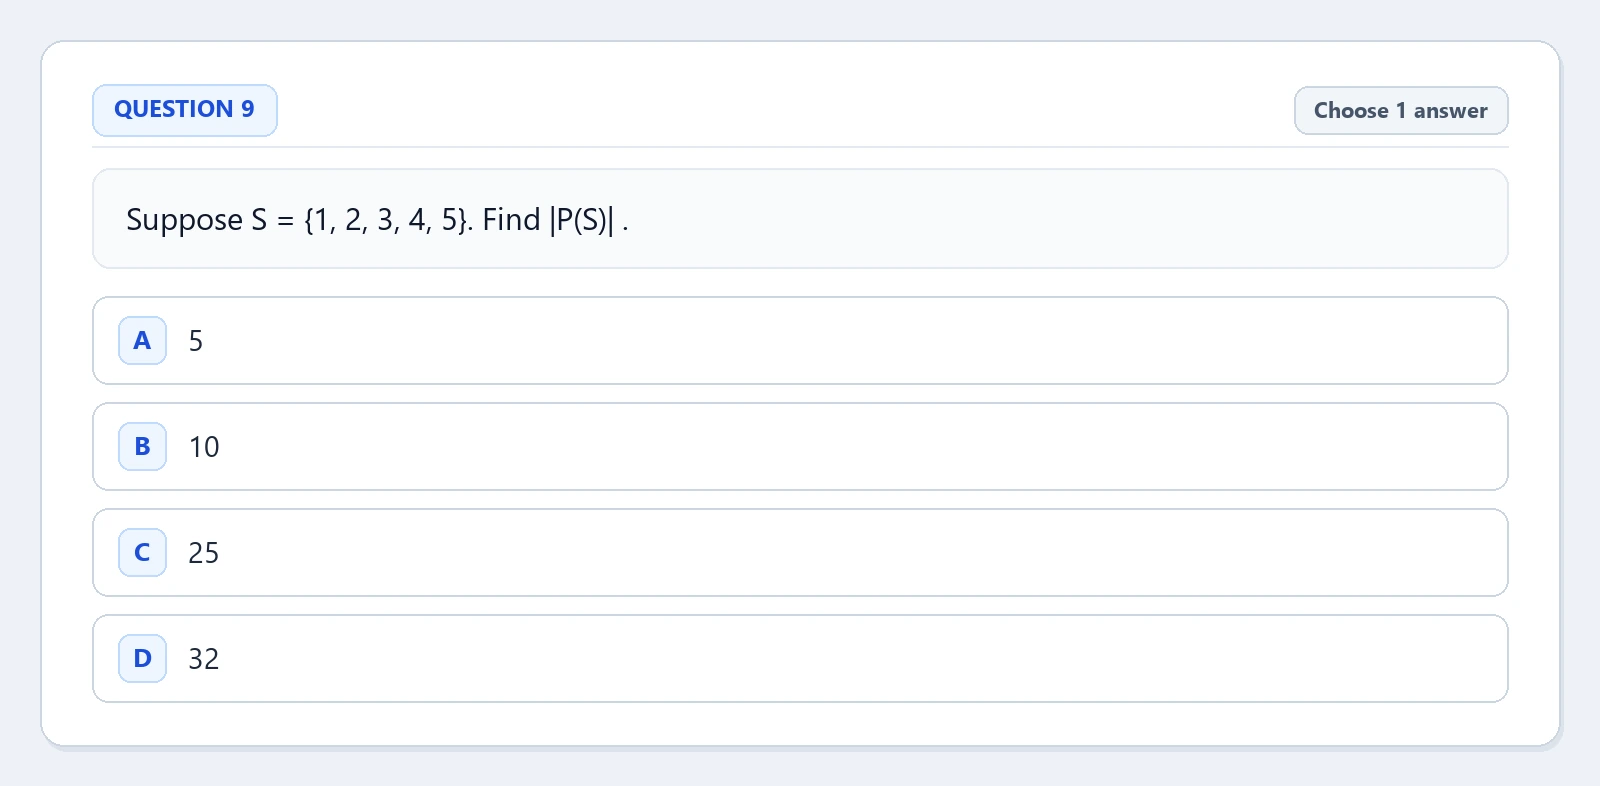 QUESTION 9
Choose 1 answer
Suppose S = {1, 2, 3, 4, 5}. Find |P(S)| .
A 5
B 10
C 25
D 32